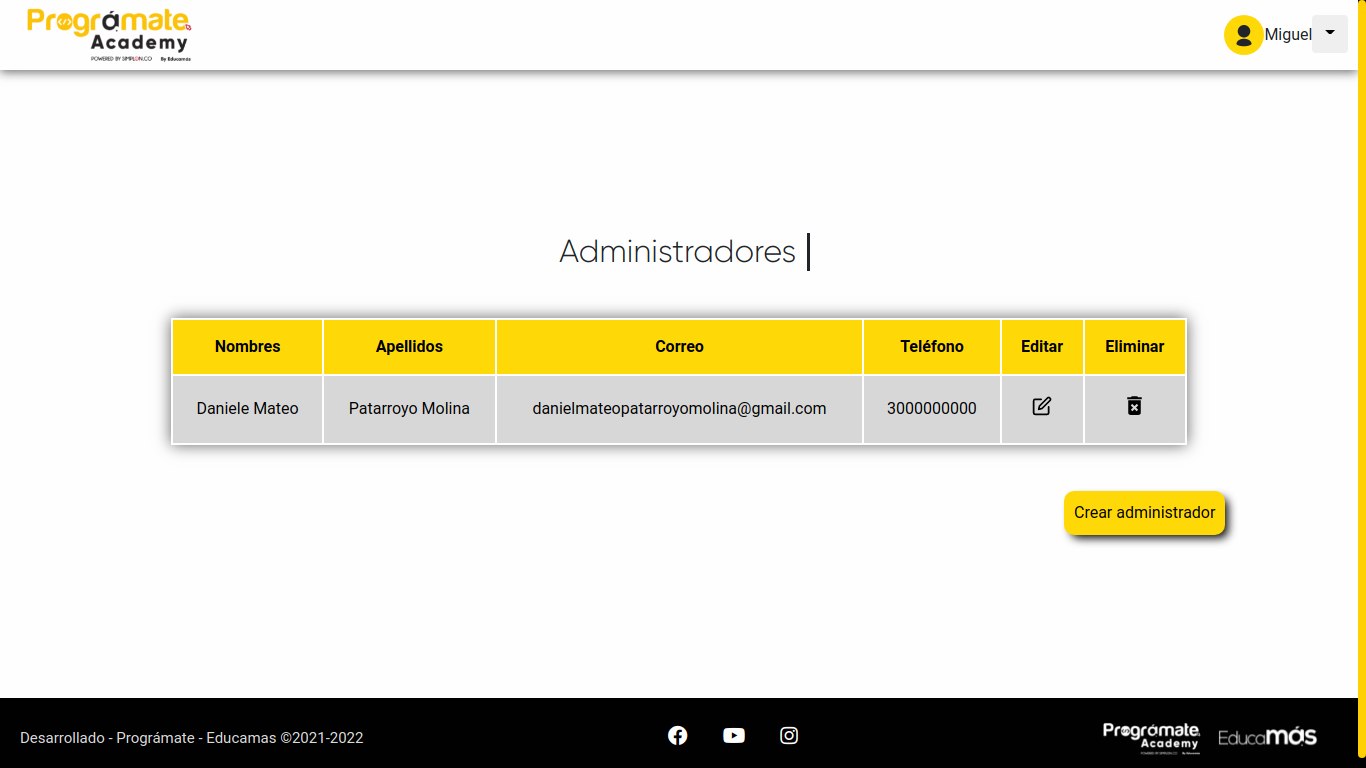 Prográmate
Academy
POWERED BY SIMPLON.CO By Educamás
Miguel
Administradores
Nombres Apellidos Correo Teléfono Editar Eliminar
Daniele Mateo Patarroyo Molina danielmateopatarroyomolina@gmail.com 3000000000
Crear administrador
Desarrollado - Prográmate - Educamas ©2021-2022
Prográmate
Academy
Educamás